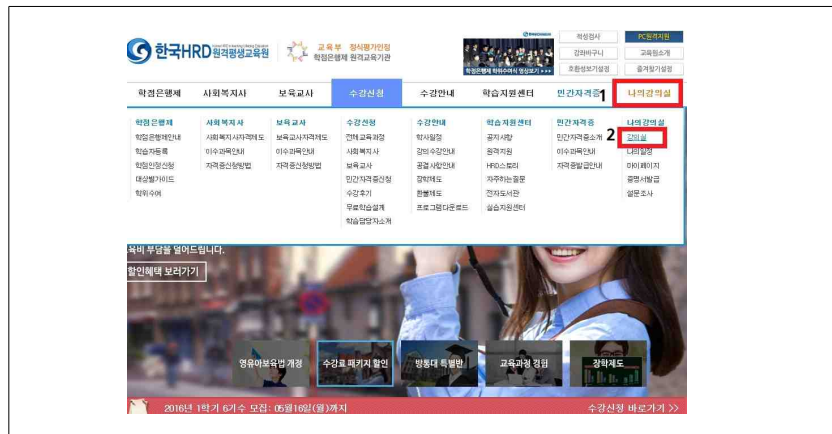 한국HRD원격평생교육원
교육부 정식평가인정
학점은행제 원격교육기관
학점은행제 학위수여식 영상보기 ▶▶▶
적성검사
PC원격지원
강좌바구니
교육원소개
호환성보기설정
즐겨찾기설정
학점은행제 사회복지사 보육교사 수강신청 수강안내 학습지원센터 민간자격증 1 나의강의실
학점은행제
학점은행제안내
학습자등록
학점인정신청
대상별가이드
학위수여
사회복지사
사회복지사자격제도
이수과목안내
자격증신청방법
보육교사
보육교사자격제도
이수과목안내
자격증신청방법
수강신청
전체교육과정
사회복지사
보육교사
민간자격증신청
수강후기
무료학습설계
학습담당자소개
수강안내
학사일정
강의수강안내
공결사항안내
장학제도
환불제도
프로그램다운로드
학습지원센터
공지사항
원격지원
HRD스토리
자주하는질문
전자도서관
실습지원센터
민간자격증
민간자격증소개
이수과목안내
자격증발급안내
나의강의실
2 강의실
나의일정
마이페이지
증명서발급
설문조사
육비 부담을 덜어드립니다.
할인혜택 보러가기
영유아보육법 개정
수강료 패키지 할인
방통대 특별반
교육과정 경험
장학제도
2016년 1학기 6기수 모집: 05월16일(월)까지
수강신청 바로가기 >>